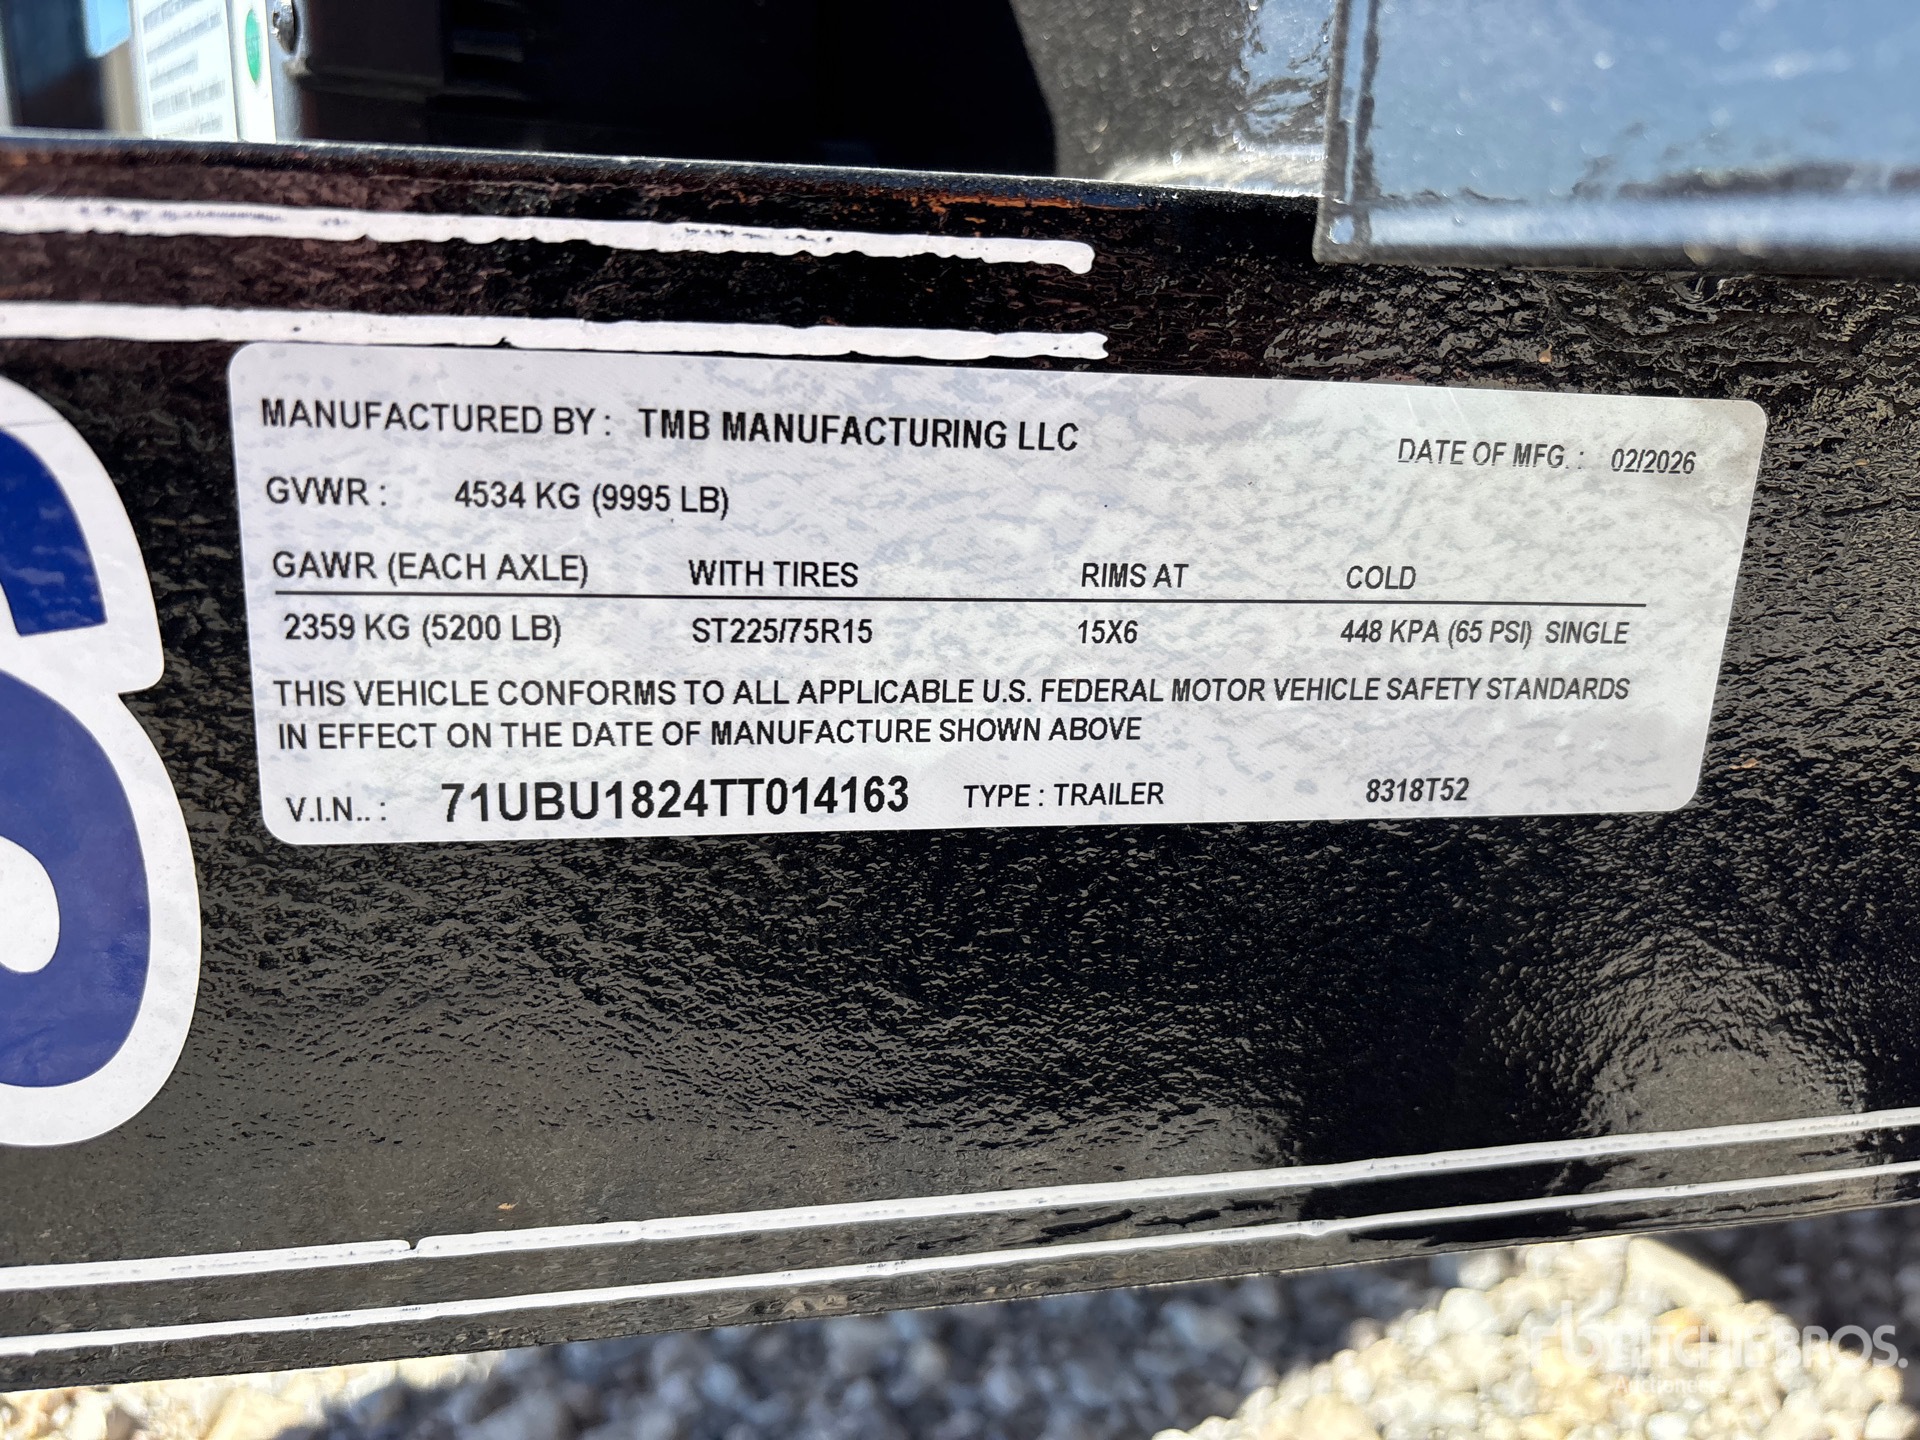 MANUFACTURED BY : TMB MANUFACTURING LLC
DATE OF MFG. : 02/2026
GVWR : 4534 KG (9995 LB)
GAWR (EACH AXLE) WITH TIRES RIMS AT COLD
2359 KG (5200 LB) ST225/75R15 15X6 448 KPA (65 PSI) SINGLE
THIS VEHICLE CONFORMS TO ALL APPLICABLE U.S. FEDERAL MOTOR VEHICLE SAFETY STANDARDS
IN EFFECT ON THE DATE OF MANUFACTURE SHOWN ABOVE
V.I.N.. : 71UBU1824TT014163 TYPE : TRAILER 8318T52
S
RITCHIE BROS.
Auctioneers